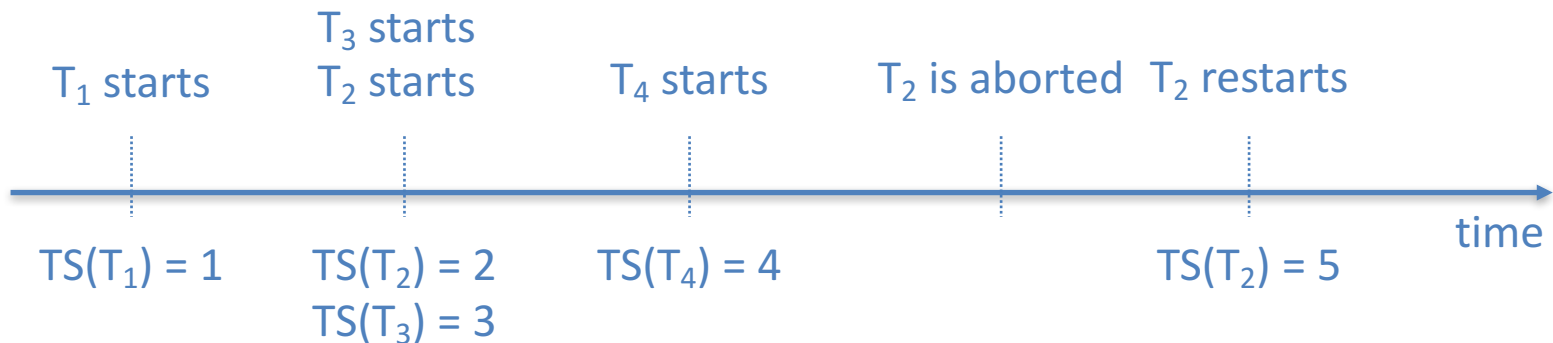 T₃ starts
T₁ starts
T₂ starts
T₄ starts
T₂ is aborted
T₂ restarts
time
TS(T₁) = 1
TS(T₂) = 2
TS(T₄) = 4
TS(T₂) = 5
TS(T₃) = 3